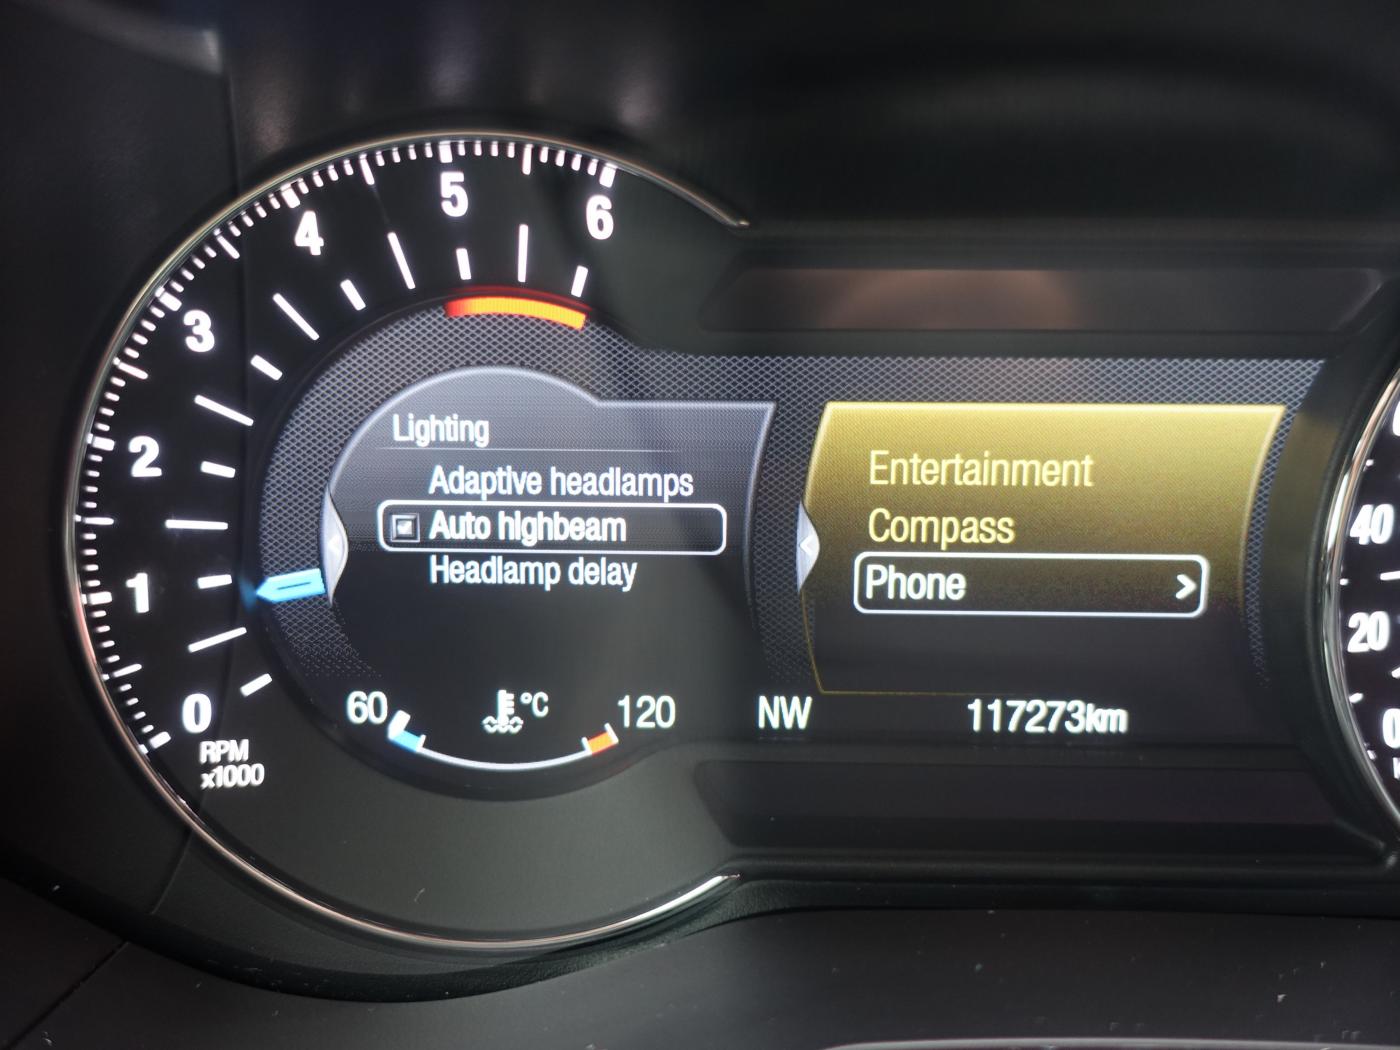 0
1
2
3
4
5
6
RPM
x1000
Lighting
Adaptive headlamps
Auto highbeam
Headlamp delay
60
°C
120
Entertainment
Compass
Phone
NW
117273km
40
20